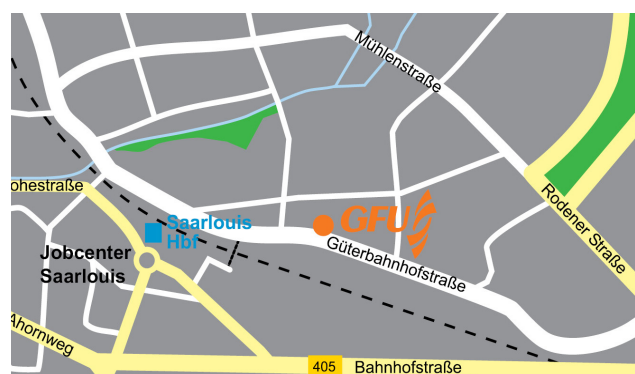 Mühlenstraße
ohestraße
Saarlouis
Hbf
GFU
Rodener Straße
Jobcenter
Saarlouis
Güterbahnhofstraße
Ahornweg
405
Bahnhofstraße